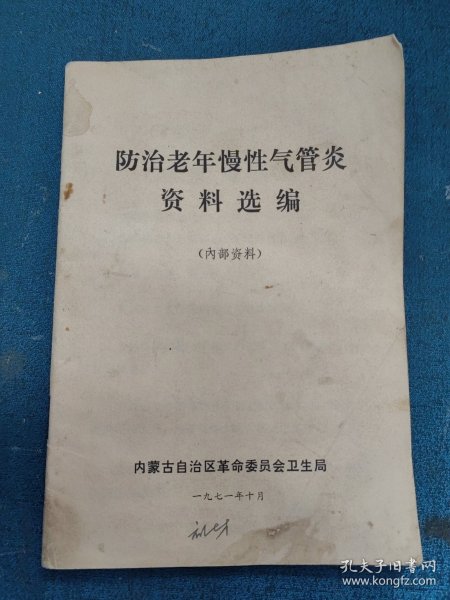 防治老年慢性气管炎
资料选编
（內部资料）
内蒙古自治区革命委员会卫生局
一九七一年十月
孔夫子旧书网
www.kongfz.com